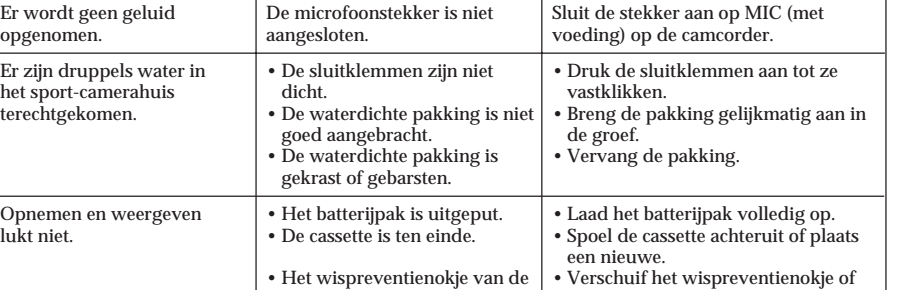 Er wordt geen geluid
opgenomen.
De microfoonstekker is niet
aangesloten.
Sluit de stekker aan op MIC (met
voeding) op de camcorder.
Er zijn druppels water in
het sport-camerahuis
terechtgekomen.
• De sluitklemmen zijn niet
dicht.
• De waterdichte pakking is niet
goed aangebracht.
• De waterdichte pakking is
gekrast of gebarsten.
• Druk de sluitklemmen aan tot ze
vastklikken.
• Breng de pakking gelijkmatig aan in
de groef.
• Vervang de pakking.
Opnemen en weergeven
lukt niet.
• Het batterijpak is uitgeput.
• De cassette is ten einde.
• Het wispreventienokje van de
• Laad het batterijpak volledig op.
• Spoel de cassette achteruit of plaats
een nieuwe.
• Verschuif het wispreventienokje of